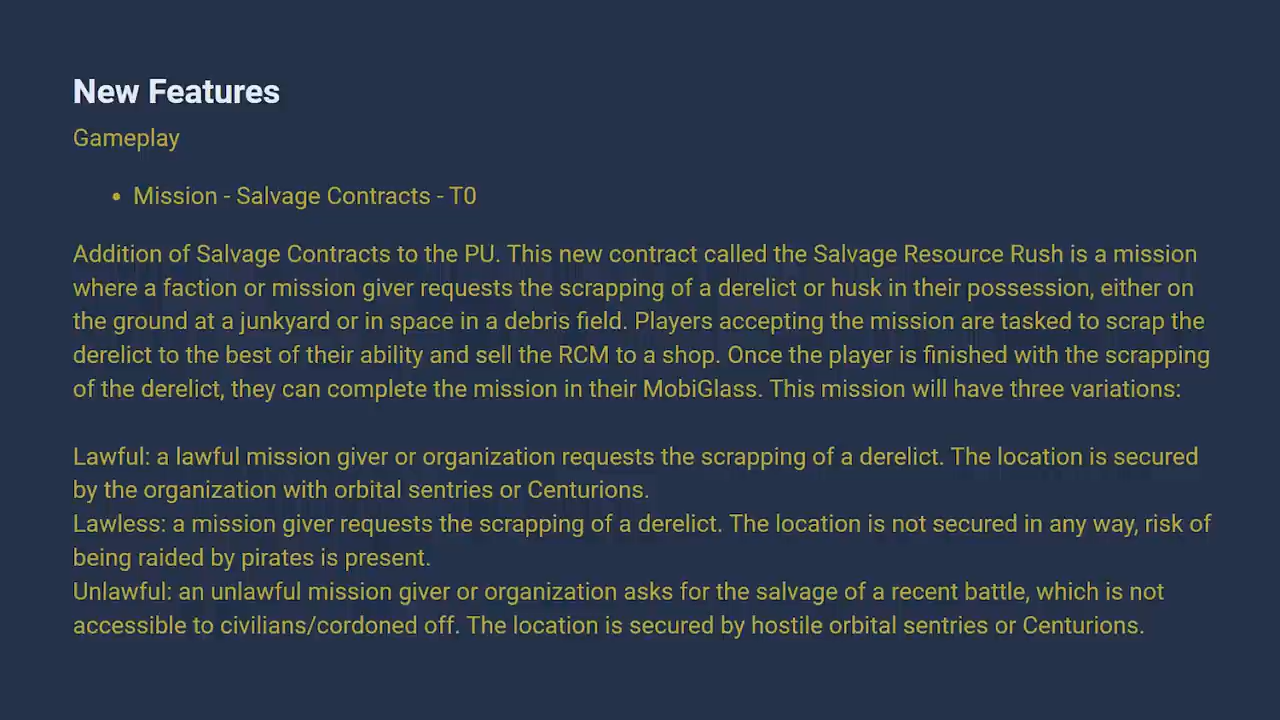 New Features
Gameplay
• Mission - Salvage Contracts - T0
Addition of Salvage Contracts to the PU. This new contract called the Salvage Resource Rush is a mission
where a faction or mission giver requests the scrapping of a derelict or husk in their possession, either on
the ground at a junkyard or in space in a debris field. Players accepting the mission are tasked to scrap the
derelict to the best of their ability and sell the RCM to a shop. Once the player is finished with the scrapping
of the derelict, they can complete the mission in their MobiGlass. This mission will have three variations:
Lawful: a lawful mission giver or organization requests the scrapping of a derelict. The location is secured
by the organization with orbital sentries or Centurions.
Lawless: a mission giver requests the scrapping of a derelict. The location is not secured in any way, risk of
being raided by pirates is present.
Unlawful: an unlawful mission giver or organization asks for the salvage of a recent battle, which is not
accessible to civilians/cordoned off. The location is secured by hostile orbital sentries or Centurions.